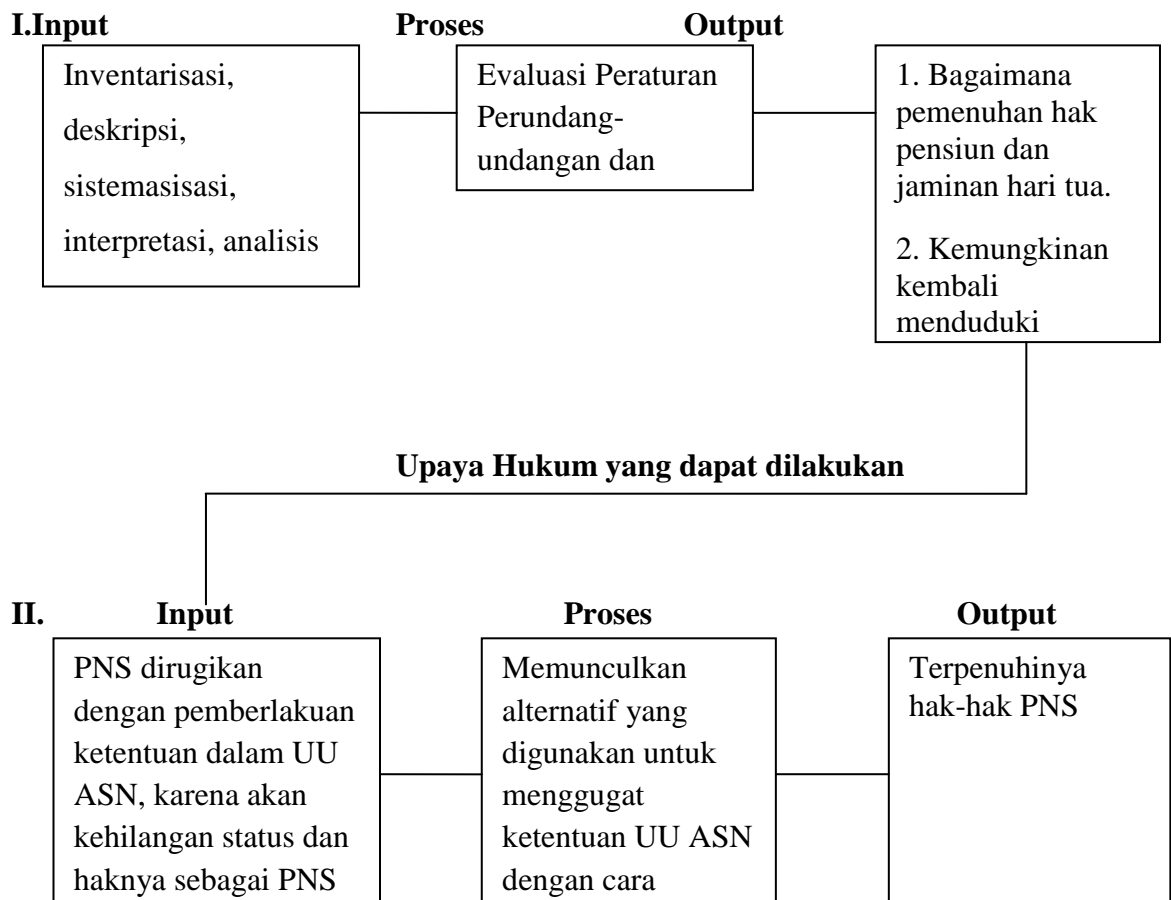 I.Input Proses Output
Inventarisasi,
deskripsi,
sistemasisasi,
interpretasi, analisis
Evaluasi Peraturan
Perundang-
undangan dan
1. Bagaimana
pemenuhan hak
pensiun dan
jaminan hari tua.
2. Kemungkinan
kembali
menduduki
Upaya Hukum yang dapat dilakukan
II. Input Proses Output
PNS dirugikan
dengan pemberlakuan
ketentuan dalam UU
ASN, karena akan
kehilangan status dan
haknya sebagai PNS
Memunculkan
alternatif yang
digunakan untuk
menggugat
ketentuan UU ASN
dengan cara
Terpenuhinya
hak-hak PNS